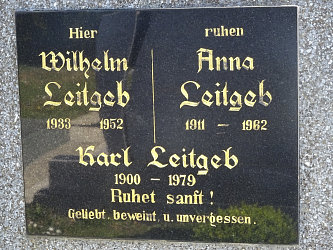 Hier ruhen
Wilhelm Anna
Leitgeb Leitgeb
1933 1952 1911 – 1962
Karl Leitgeb
1900 – 1979
Ruhet sanft!
Geliebt, beweint, u. unvergessen.